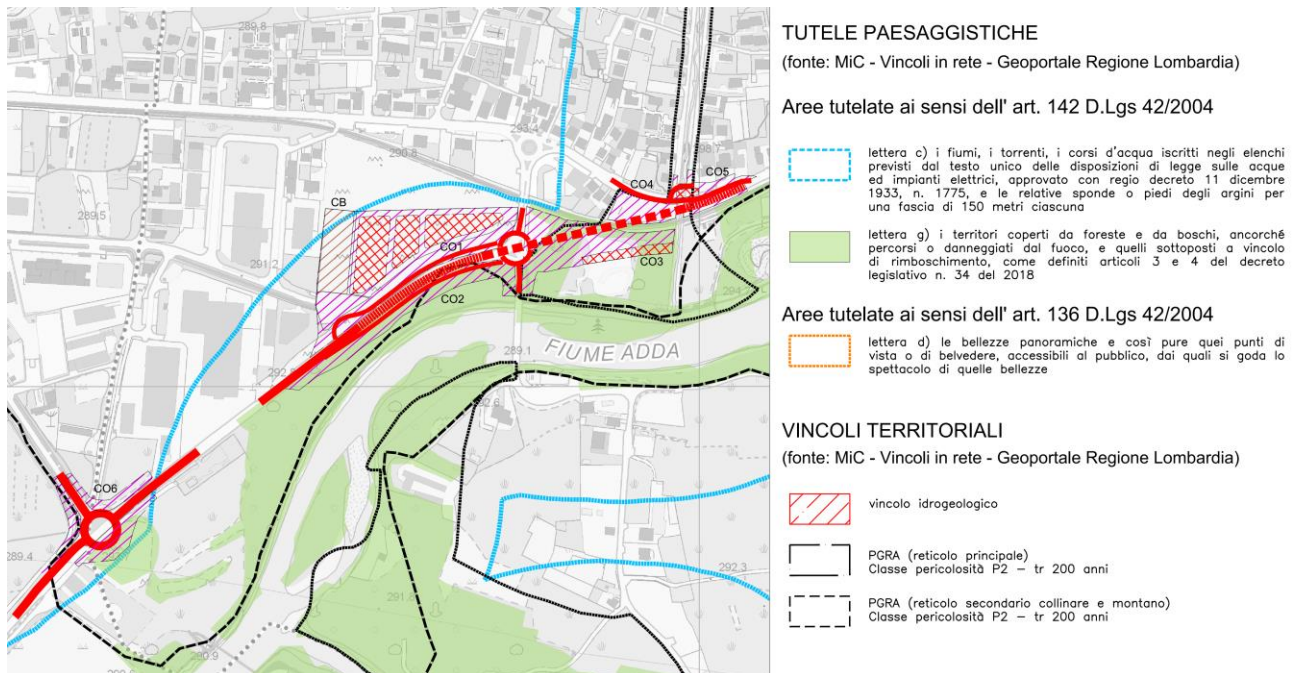 289.8
293.4
290.8
289.5
291.2
CB
CO1
CO2
CO3
CO4
CO5
298.7
294
FIUME ADDA
289.1
292.6
CO6
289.4
292.3
290.9
TUTELE PAESAGGISTICHE
(fonte: MiC - Vincoli in rete - Geoportale Regione Lombardia)
Aree tutelate ai sensi dell' art. 142 D.Lgs 42/2004
lettera c) i fiumi, i torrenti, i corsi d'acqua iscritti negli elenchi
previsti dal testo unico delle disposizioni di legge sulle acque
ed impianti elettrici, approvato con regio decreto 11 dicembre
1933, n. 1775, e le relative sponde o piedi degli argini per
una fascia di 150 metri ciascuna
lettera g) i territori coperti da foreste e da boschi, ancorché
percorsi o danneggiati dal fuoco, e quelli sottoposti a vincolo
di rimboschimento, come definiti articoli 3 e 4 del decreto
legislativo n. 34 del 2018
Aree tutelate ai sensi dell' art. 136 D.Lgs 42/2004
lettera d) le bellezze panoramiche e così pure quei punti di
vista o di belvedere, accessibili al pubblico, dai quali si goda lo
spettacolo di quelle bellezze
VINCOLI TERRITORIALI
(fonte: MiC - Vincoli in rete - Geoportale Regione Lombardia)
vincolo idrogeologico
PGRA (reticolo principale)
Classe pericolosità P2 – tr 200 anni
PGRA (reticolo secondario collinare e montano)
Classe pericolosità P2 – tr 200 anni